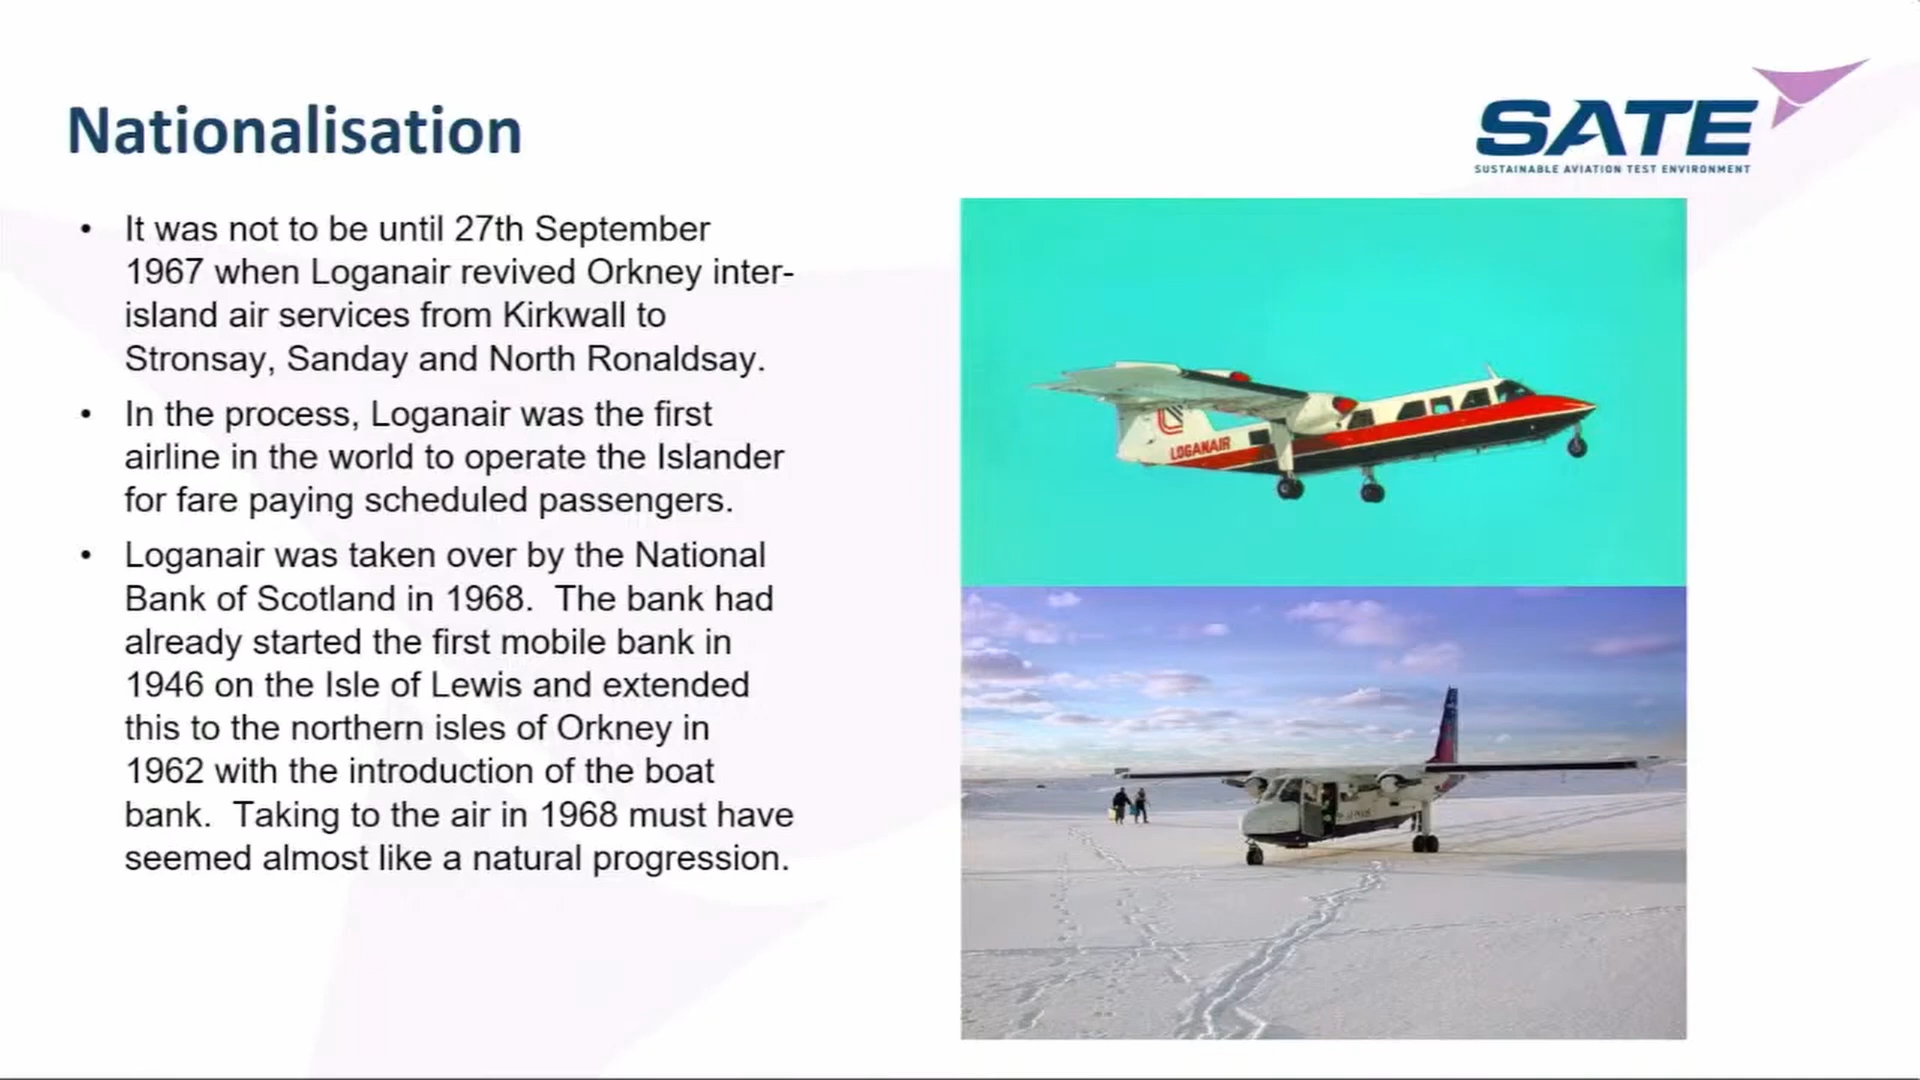 Nationalisation
SATE
SUSTAINABLE AVIATION TEST ENVIRONMENT
• It was not to be until 27th September
1967 when Loganair revived Orkney inter-
island air services from Kirkwall to
Stronsay, Sanday and North Ronaldsay.
• In the process, Loganair was the first
airline in the world to operate the Islander
for fare paying scheduled passengers.
• Loganair was taken over by the National
Bank of Scotland in 1968.  The bank had
already started the first mobile bank in
1946 on the Isle of Lewis and extended
this to the northern isles of Orkney in
1962 with the introduction of the boat
bank.  Taking to the air in 1968 must have
seemed almost like a natural progression.
LOGANAIR